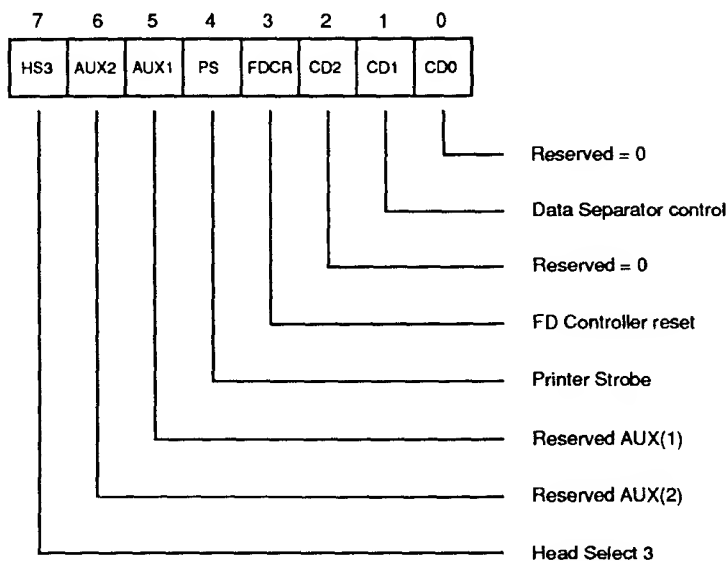 7 6 5 4 3 2 1 0
HS3 AUX2 AUX1 PS FDCR CD2 CD1 CD0
Reserved = 0
Data Separator control
Reserved = 0
FD Controller reset
Printer Strobe
Reserved AUX(1)
Reserved AUX(2)
Head Select 3